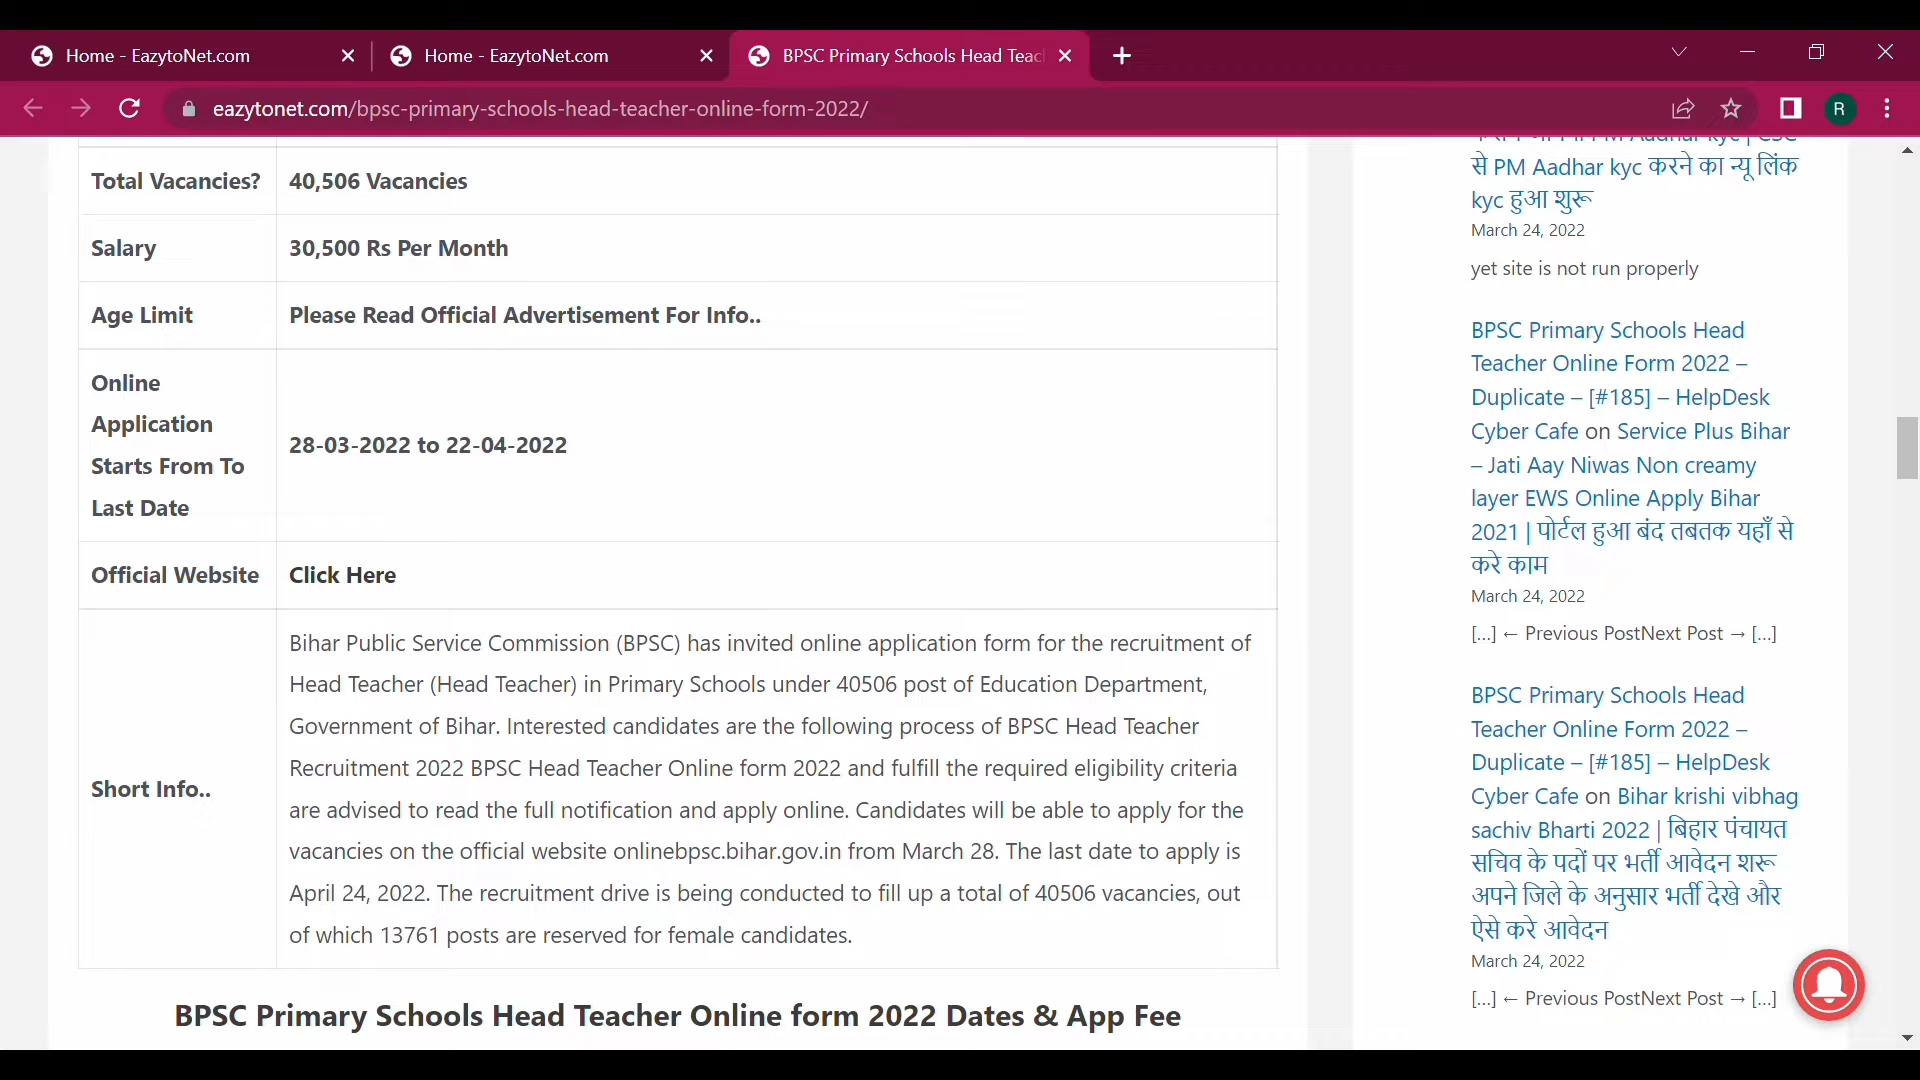 Home - EazytoNet.com
Home - EazytoNet.com
BPSC Primary Schools Head Teac
eazytonet.com/bpsc-primary-schools-head-teacher-online-form-2022/
R
Total Vacancies? 40,506 Vacancies
Salary 30,500 Rs Per Month
Age Limit Please Read Official Advertisement For Info..
Online
Application
Starts From To
Last Date
28-03-2022 to 22-04-2022
Official Website Click Here
Short Info..
Bihar Public Service Commission (BPSC) has invited online application form for the recruitment of
Head Teacher (Head Teacher) in Primary Schools under 40506 post of Education Department,
Government of Bihar. Interested candidates are the following process of BPSC Head Teacher
Recruitment 2022 BPSC Head Teacher Online form 2022 and fulfill the required eligibility criteria
are advised to read the full notification and apply online. Candidates will be able to apply for the
vacancies on the official website onlinebpsc.bihar.gov.in from March 28. The last date to apply is
April 24, 2022. The recruitment drive is being conducted to fill up a total of 40506 vacancies, out
of which 13761 posts are reserved for female candidates.
BPSC Primary Schools Head Teacher Online form 2022 Dates & App Fee
से PM Aadhar kyc करने का न्यू लिंक
kyc हुआ शुरू
March 24, 2022
yet site is not run properly
BPSC Primary Schools Head
Teacher Online Form 2022 –
Duplicate – [#185] – HelpDesk
Cyber Cafe on Service Plus Bihar
– Jati Aay Niwas Non creamy
layer EWS Online Apply Bihar
2021 | पोर्टल हुआ बंद तबतक यहाँ से
करे काम
March 24, 2022
[…] ← Previous PostNext Post → […]
BPSC Primary Schools Head
Teacher Online Form 2022 –
Duplicate – [#185] – HelpDesk
Cyber Cafe on Bihar krishi vibhag
sachiv Bharti 2022 | बिहार पंचायत
सचिव के पदों पर भर्ती आवेदन शरू
अपने जिले के अनुसार भर्ती देखे और
ऐसे करे आवेदन
March 24, 2022
[…] ← Previous PostNext Post → […]